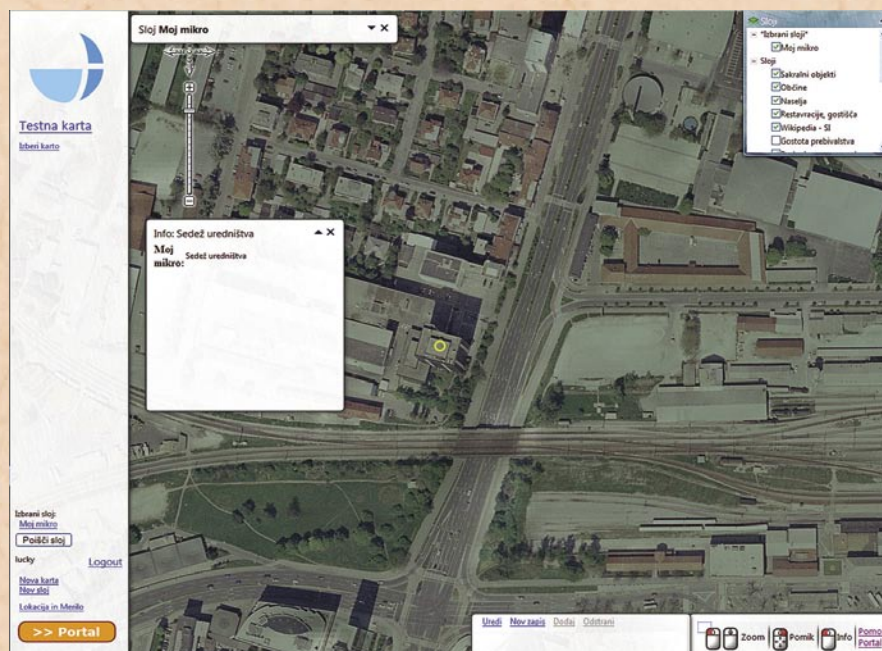 Testna karta
Izberi karto
Izbrani sloj:
Moj mikro
Poišči sloj
lucky Logout
Nova karta
Nov sloj
Lokacija in Merilo
>> Portal
Sloj Moj mikro
Info: Sedež uredništva
Moj
mikro: Sedež uredništva
Sloji
*Izbrani sloji*
Moj mikro
Sloji
Sakralni objekti
Občine
Naselja
Restavracije, gostišča
Wikipedia - SI
Gostota prebivalstva
Uredi Nov zapis Dodaj Odstrani
Zoom Pomik Info
Pomo
Portal